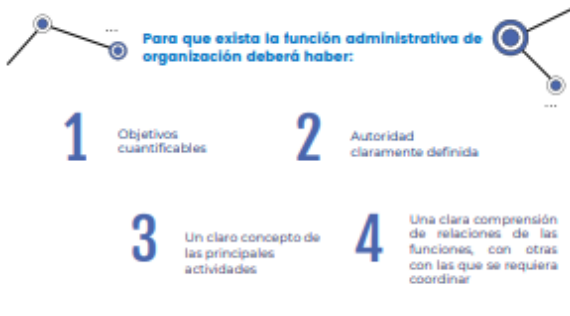 ...
Para que exista la función administrativa de
organización deberá haber:
...
1
Objetivos
cuantificables
2
Autoridad
claramente definida
3
Un claro concepto de
las principales
actividades
4
Una clara comprensión
de relaciones de las
funciones, con otras
con las que se requiera
coordinar